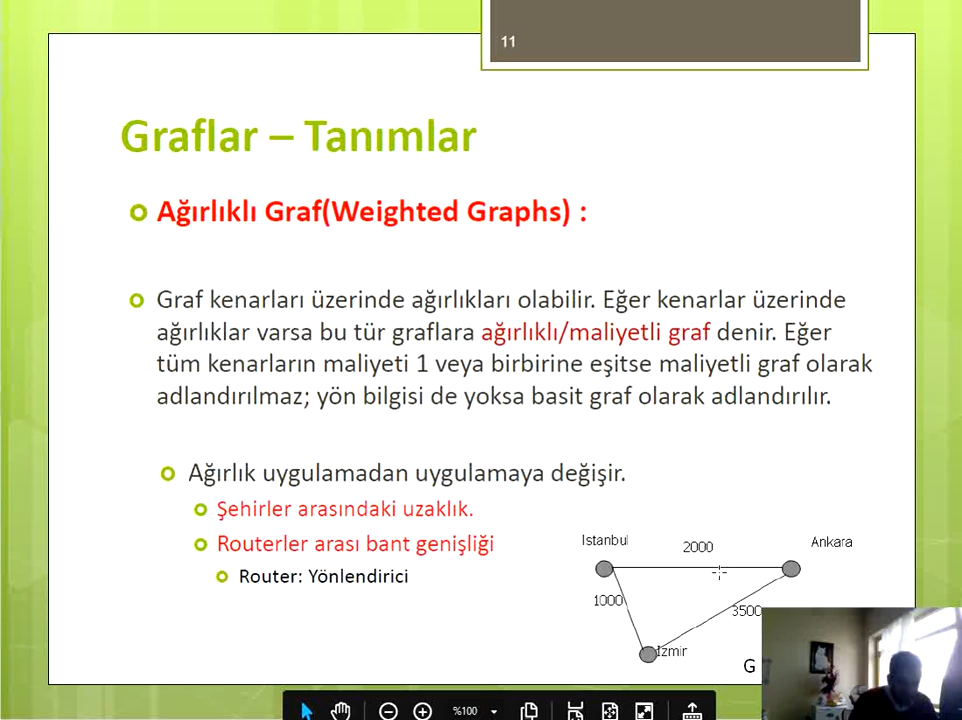 11
Graflar – Tanımlar
Ağırlıklı Graf(Weighted Graphs) :
Graf kenarları üzerinde ağırlıkları olabilir. Eğer kenarlar üzerinde
ağırlıklar varsa bu tür graflara ağırlıklı/maliyetli graf denir. Eğer
tüm kenarların maliyeti 1 veya birbirine eşitse maliyetli graf olarak
adlandırılmaz; yön bilgisi de yoksa basit graf olarak adlandırılır.
Ağırlık uygulamadan uygulamaya değişir.
Şehirler arasındaki uzaklık.
Routerler arası bant genişliği
Router: Yönlendirici
Istanbul
2000
Ankara
1000
3500
İzmir
G
%100